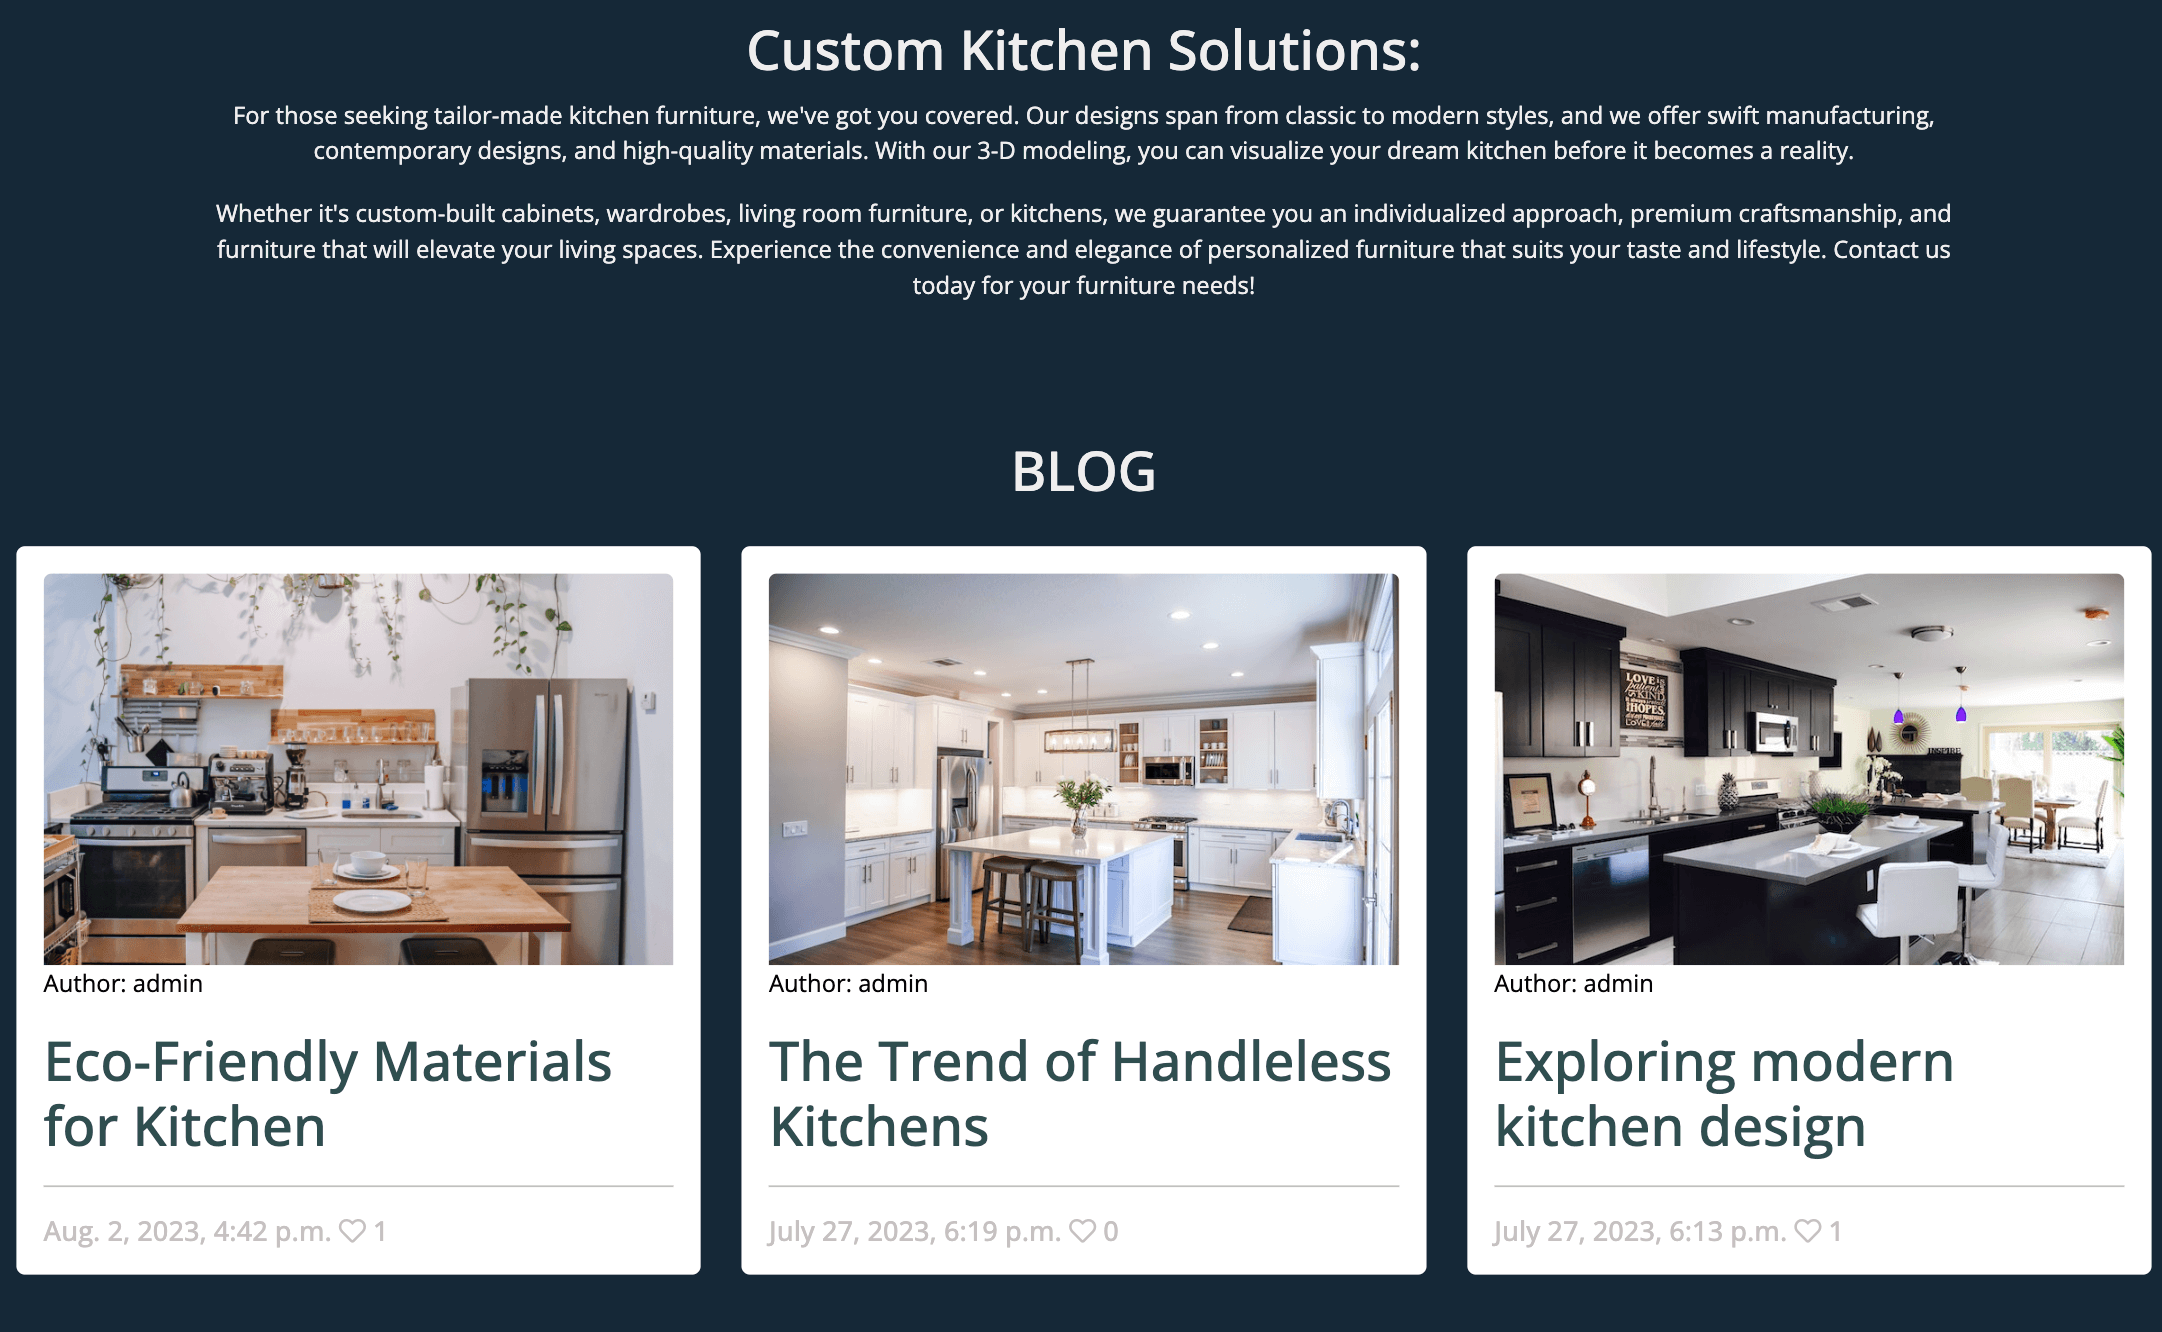 Custom Kitchen Solutions:
For those seeking tailor-made kitchen furniture, we've got you covered. Our designs span from classic to modern styles, and we offer swift manufacturing,
contemporary designs, and high-quality materials. With our 3-D modeling, you can visualize your dream kitchen before it becomes a reality.
Whether it's custom-built cabinets, wardrobes, living room furniture, or kitchens, we guarantee you an individualized approach, premium craftsmanship, and
furniture that will elevate your living spaces. Experience the convenience and elegance of personalized furniture that suits your taste and lifestyle. Contact us
today for your furniture needs!
BLOG
Author: admin
Eco-Friendly Materials
for Kitchen
Aug. 2, 2023, 4:42 p.m. 1
Author: admin
The Trend of Handleless
Kitchens
July 27, 2023, 6:19 p.m. 0
LOVE is
patient
KIND
HOPES,
INSPIRE
Author: admin
Exploring modern
kitchen design
July 27, 2023, 6:13 p.m. 1